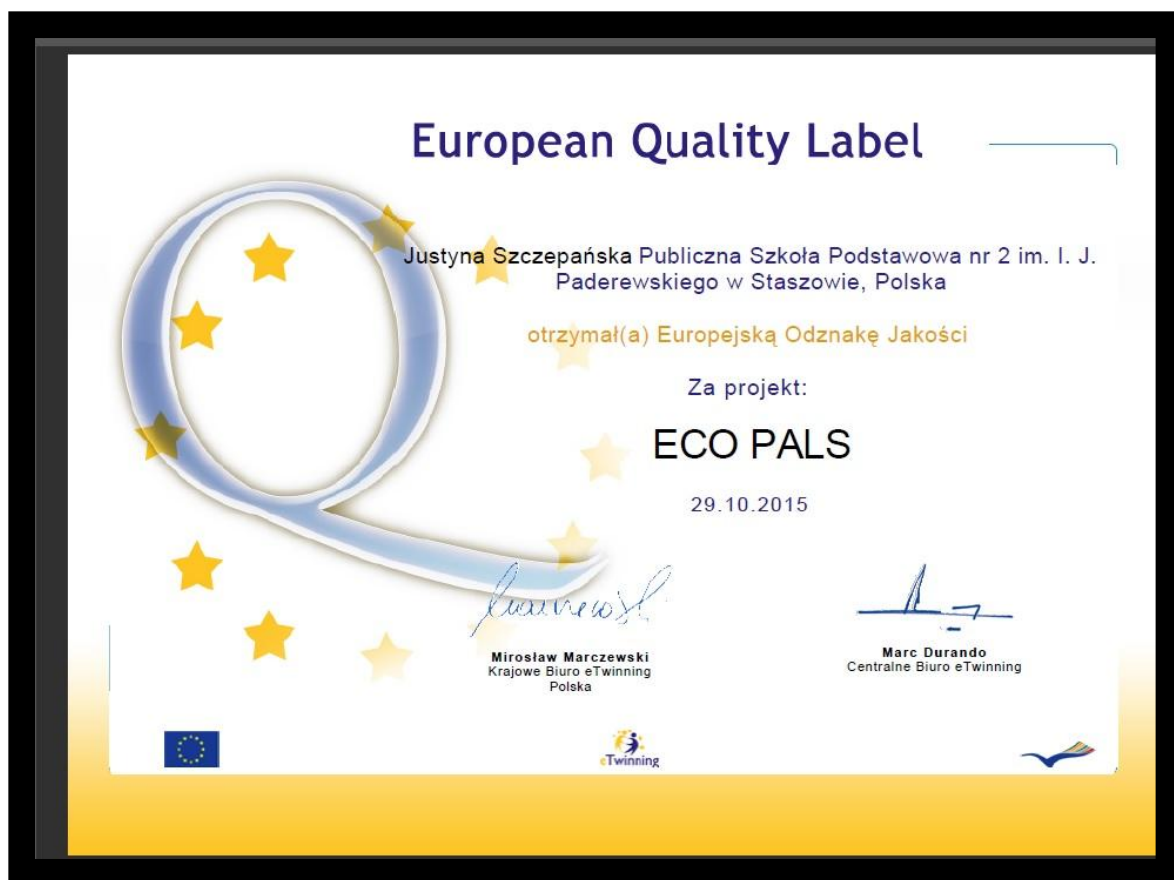 European Quality Label
Justyna Szczepańska Publiczna Szkoła Podstawowa nr 2 im. I. J.
Paderewskiego w Staszowie, Polska
otrzymał(a) Europejską Odznakę Jakości
Za projekt:
ECO PALS
29.10.2015
Mirosław Marczewski
Krajowe Biuro eTwinning
Polska
Marc Durando
Centralne Biuro eTwinning
eTwinning